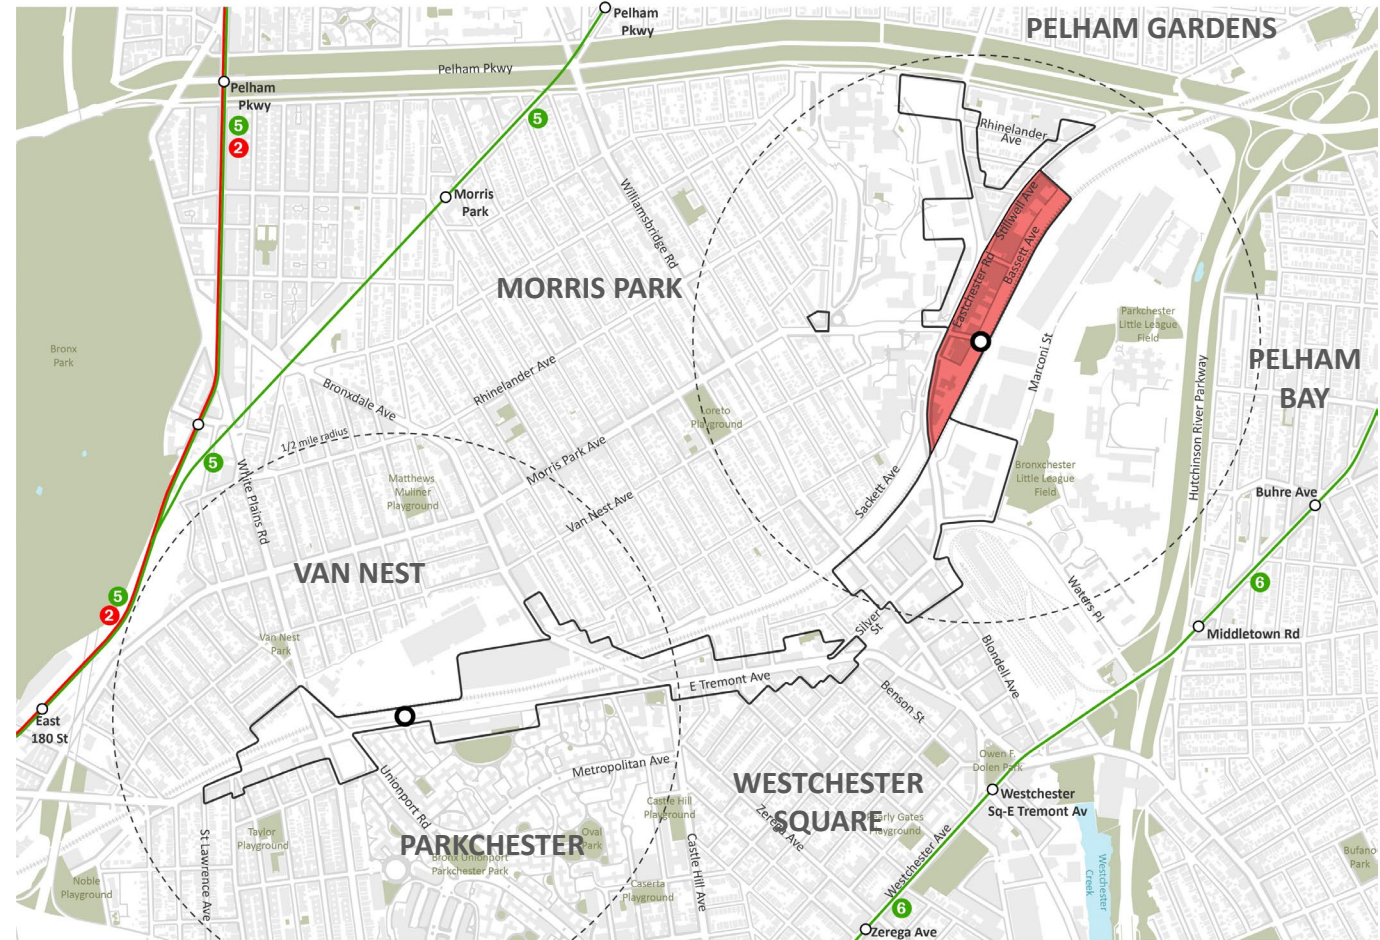 Pelham
Pkwy
PELHAM GARDENS
Pelham Pkwy
Pelham
Pkwy
5
2
5
Rhinelander
Ave
Morris
Park
Williamsbridge Rd
Stillwell Ave
Bassett Ave
Eastchester Rd
MORRIS PARK
Parkchester
Little League
Field
Bronx
Park
Marconi St
PELHAM
BAY
Rhinelander Ave
Bronxdale Ave
Hutchinson River Parkway
Loreto
Playground
1/2 mile radius
Morris Park Ave
5
White Plains Rd
Matthews
Muliner
Playground
Sackett Ave
Bronxchester
Little League
Field
Buhre Ave
Van Nest Ave
VAN NEST
5
2
6
Waters Pl
Silver
St
Middletown Rd
Van Nest
Park
Blondell Ave
E Tremont Ave
Benson St
East
180 St
Owen F.
Dolen Park
Metropolitan Ave
Unionport Rd
WESTCHESTER
SQUARE
Westchester
Sq-E Tremont Av
Castle Hill
Playground
Zerega Ave
Pearly Gates
Playground
Taylor
Playground
St Lawrence Ave
PARKCHESTER
Oval
Park
Bronx Unionport
Parkchester Park
Castle Hill Ave
Westchester Ave
Westchester
Creek
Bufano
Park
Noble
Playground
Caserta
Playground
6
Zerega Ave